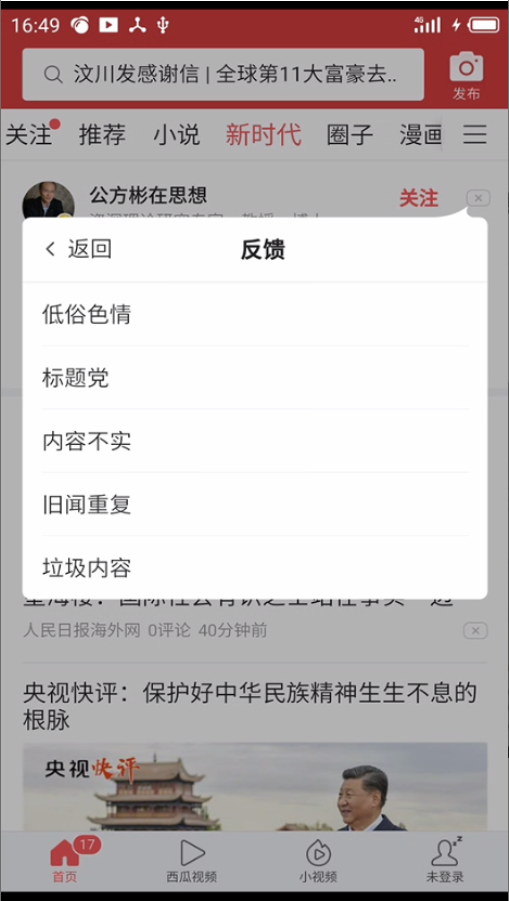 16:49
4G
汶川发感谢信 | 全球第11大富豪去..
发布
关注 推荐 小说 新时代 圈子 漫画
公方彬在思想
关注
返回 反馈
低俗色情
标题党
内容不实
旧闻重复
垃圾内容
人民日报海外网 0评论 40分钟前
央视快评：保护好中华民族精神生生不息的
根脉
央视快评
17
首页 西瓜视频 小视频 未登录